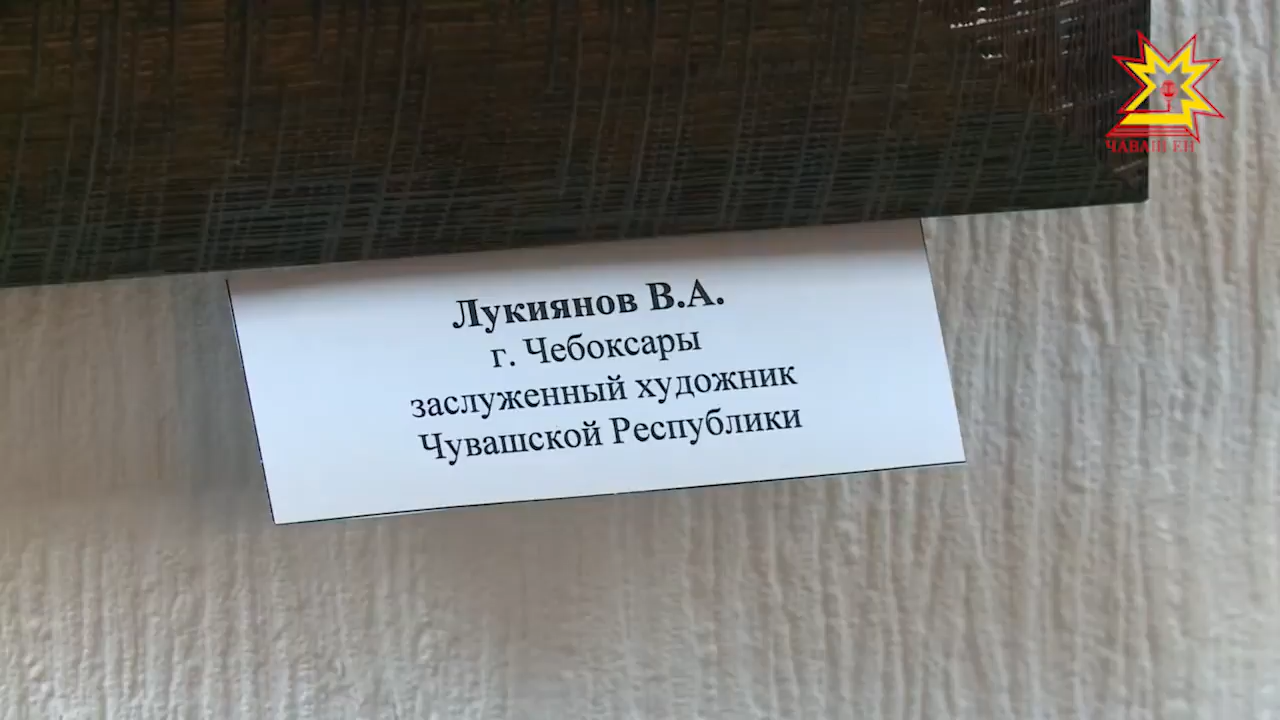 ЧАВАШ ЕН
Лукиянов В.А.
г. Чебоксары
заслуженный художник
Чувашской Республики